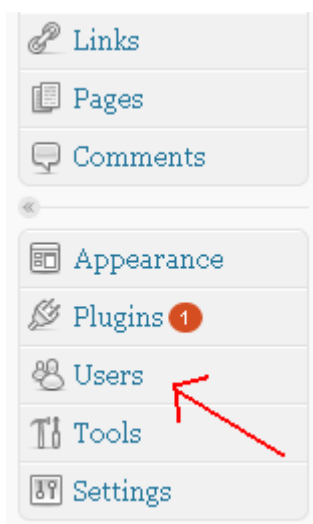 Links
Pages
Comments
Appearance
Plugins 1
Users
Tools
Settings